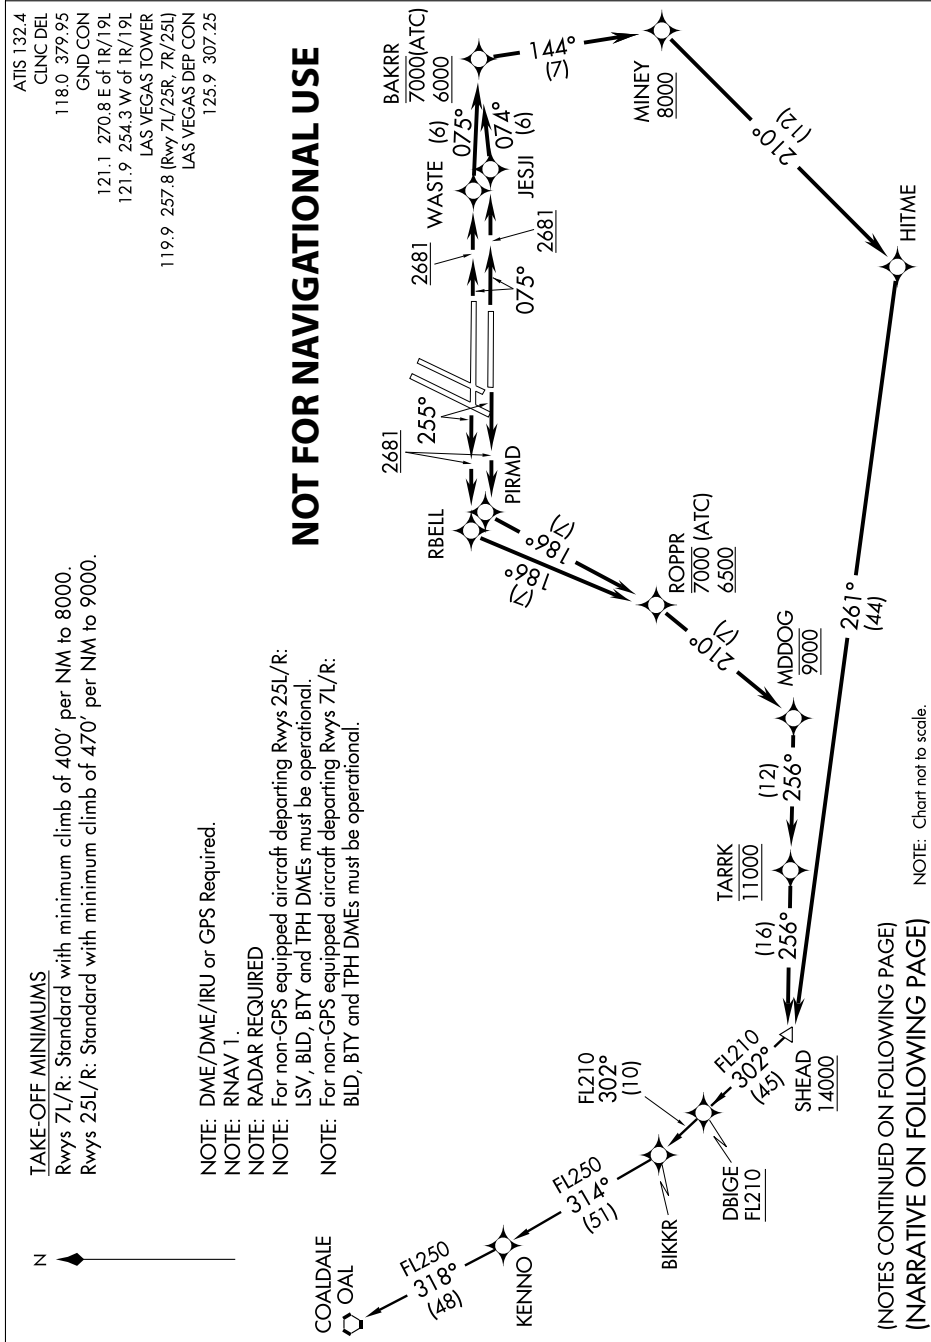 TAKE-OFF MINIMUMS
Rwys 7L/R: Standard with minimum climb of 400' per NM to 8000.
Rwys 25L/R: Standard with minimum climb of 470' per NM to 9000.
ATIS 132.4
CLNC DEL
118.0 379.95
GND CON
121.1 270.8 E of 1R/19L
121.9 254.3 W of 1R/19L
LAS VEGAS TOWER
119.9 257.8 (Rwy 7L/25R, 7R/25L)
LAS VEGAS DEP CON
125.9 307.25
N
NOTE: DME/DME/IRU or GPS Required.
NOTE: RNAV 1.
NOTE: RADAR REQUIRED
NOTE: For non-GPS equipped aircraft departing Rwys 25L/R:
LSV, BLD, BTY and TPH DMEs must be operational.
NOTE: For non-GPS equipped aircraft departing Rwys 7L/R:
BLD, BTY and TPH DMEs must be operational.
NOT FOR NAVIGATIONAL USE
COALDALE
OAL
FL250
318°
(48)
KENNO
FL250
314°
(51)
BIKKR
FL210
302°
(10)
DBIGE
FL210
FL210
302°
(45)
SHEAD
14000
(16)
256°
TARRK
11000
(12)
256°
MDDOG
9000
210°
(7)
ROPPR
7000 (ATC)
6500
186°
(7)
186°
(7)
RBELL
PIRMD
2681
255°
075°
2681
2681
WASTE
JESJI
(6)
075°
074°
(6)
BAKRR
7000(ATC)
6000
144°
(7)
MINEY
8000
210°
(12)
HITME
261°
(44)
NOTE: Chart not to scale.
(NOTES CONTINUED ON FOLLOWING PAGE)
(NARRATIVE ON FOLLOWING PAGE)